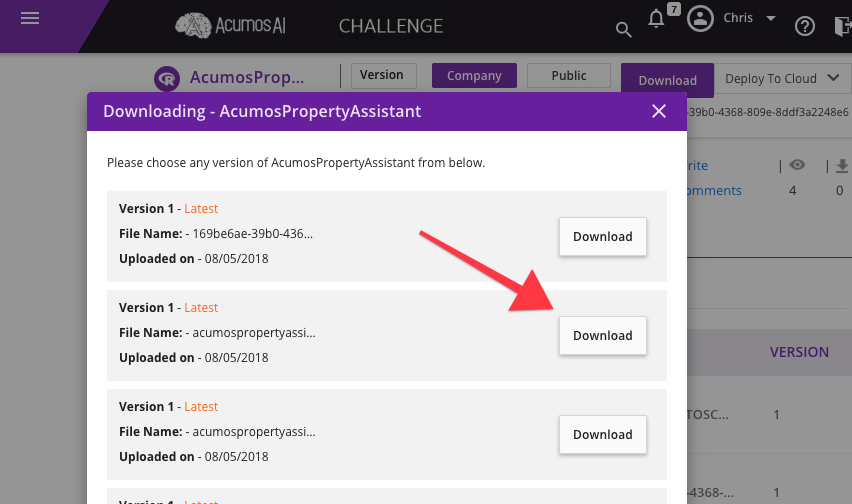 Acumos AI
CHALLENGE
7
Chris
AcumosProp...
Version
Company
Public
Download
Deploy To Cloud
-39b0-4368-809e-8ddf3a2248e6
Downloading - AcumosPropertyAssistant
Please choose any version of AcumosPropertyAssistant from below.
Version 1 - Latest
File Name: - 169be6ae-39b0-436...
Uploaded on - 08/05/2018
Download
Version 1 - Latest
File Name: - acumospropertyassi...
Uploaded on - 08/05/2018
Download
Version 1 - Latest
File Name: - acumospropertyassi...
Uploaded on - 08/05/2018
Download
rite
omments
4
0
VERSION
TOSC...
1
-4368-...
1